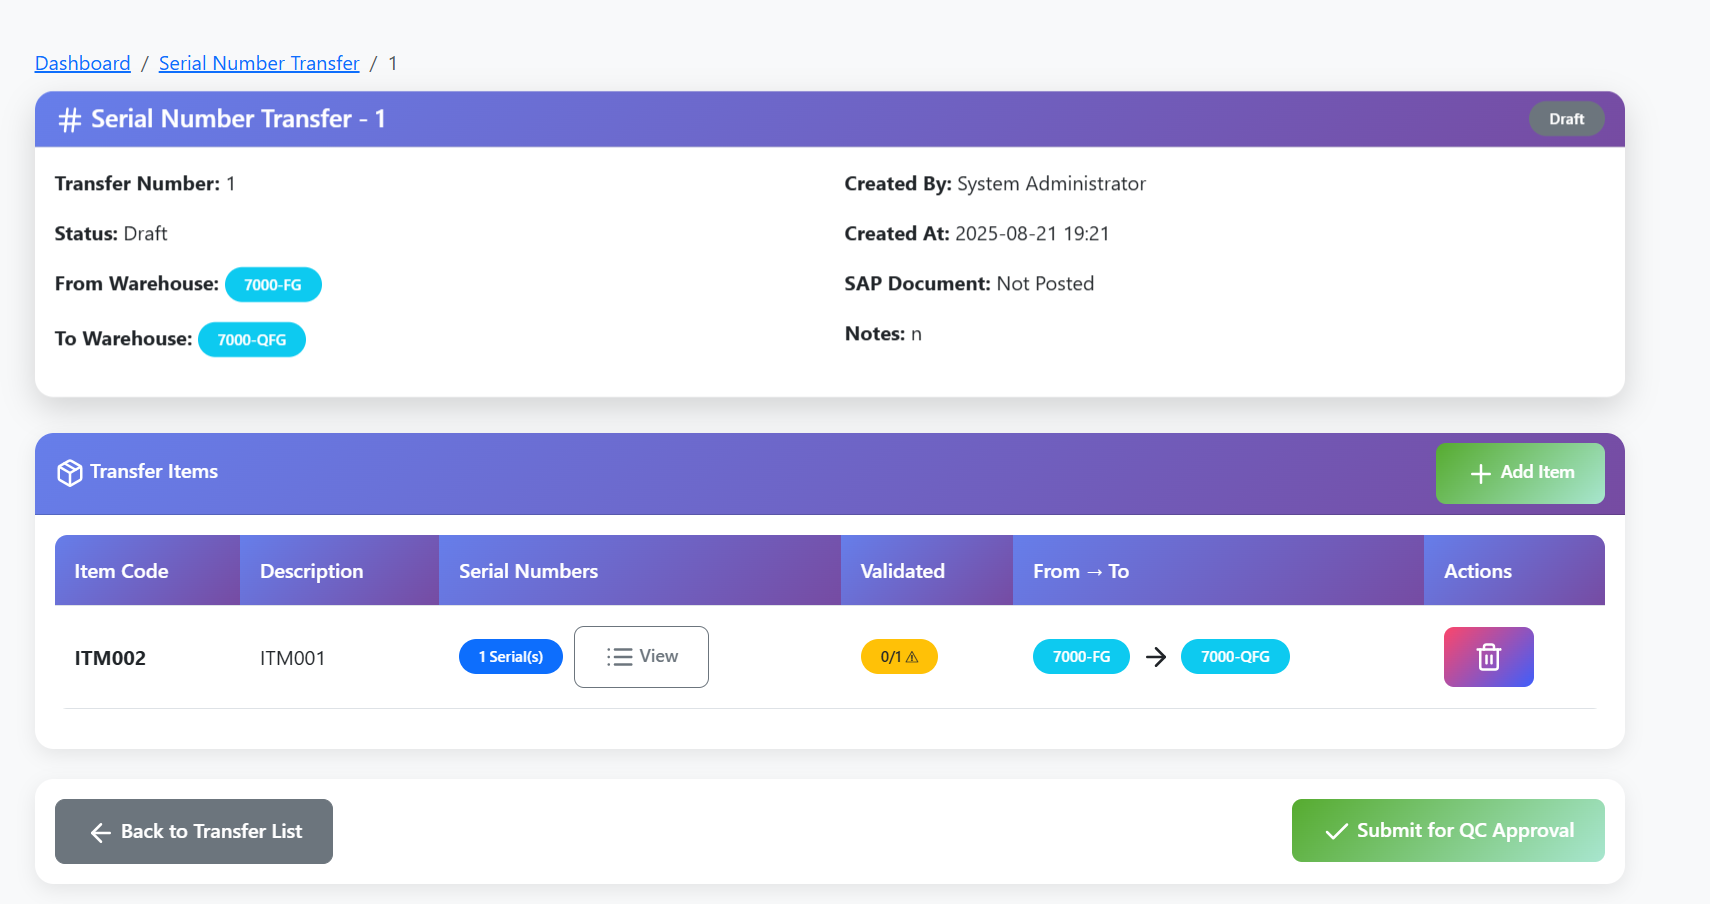 Dashboard / Serial Number Transfer / 1
# Serial Number Transfer - 1
Draft
Transfer Number: 1
Status: Draft
From Warehouse: 7000-FG
To Warehouse: 7000-QFG
Created By: System Administrator
Created At: 2025-08-21 19:21
SAP Document: Not Posted
Notes: n
Transfer Items
+ Add Item
Item Code Description Serial Numbers Validated From → To Actions
ITM002 ITM001 1 Serial(s) View 0/1 ⚠ 7000-FG → 7000-QFG
← Back to Transfer List
✓ Submit for QC Approval